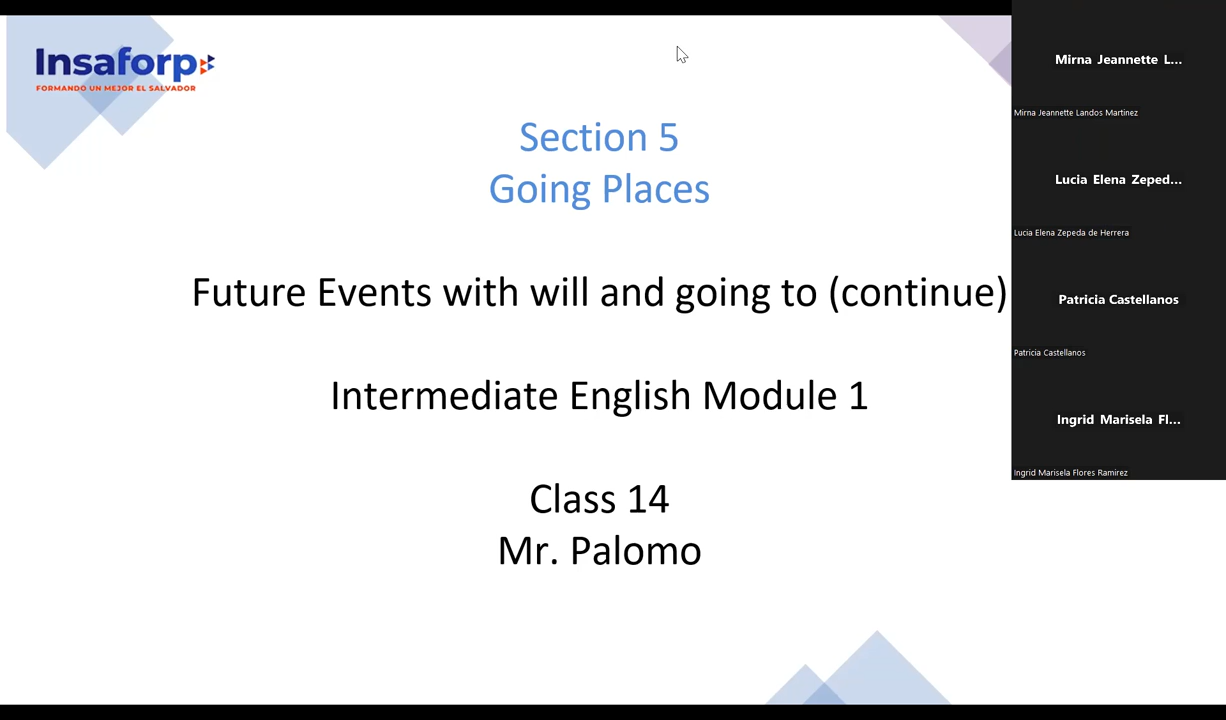 Insaforp
FORMANDO UN MEJOR EL SALVADOR
Section 5
Going Places
Future Events with will and going to (continue)
Intermediate English Module 1
Class 14
Mr. Palomo
Mirna Jeannette L...
Mirna Jeannette Landos Martinez
Lucia Elena Zeped...
Lucia Elena Zepeda de Herrera
Patricia Castellanos
Patricia Castellanos
Ingrid Marisela Fl...
Ingrid Marisela Flores Ramirez